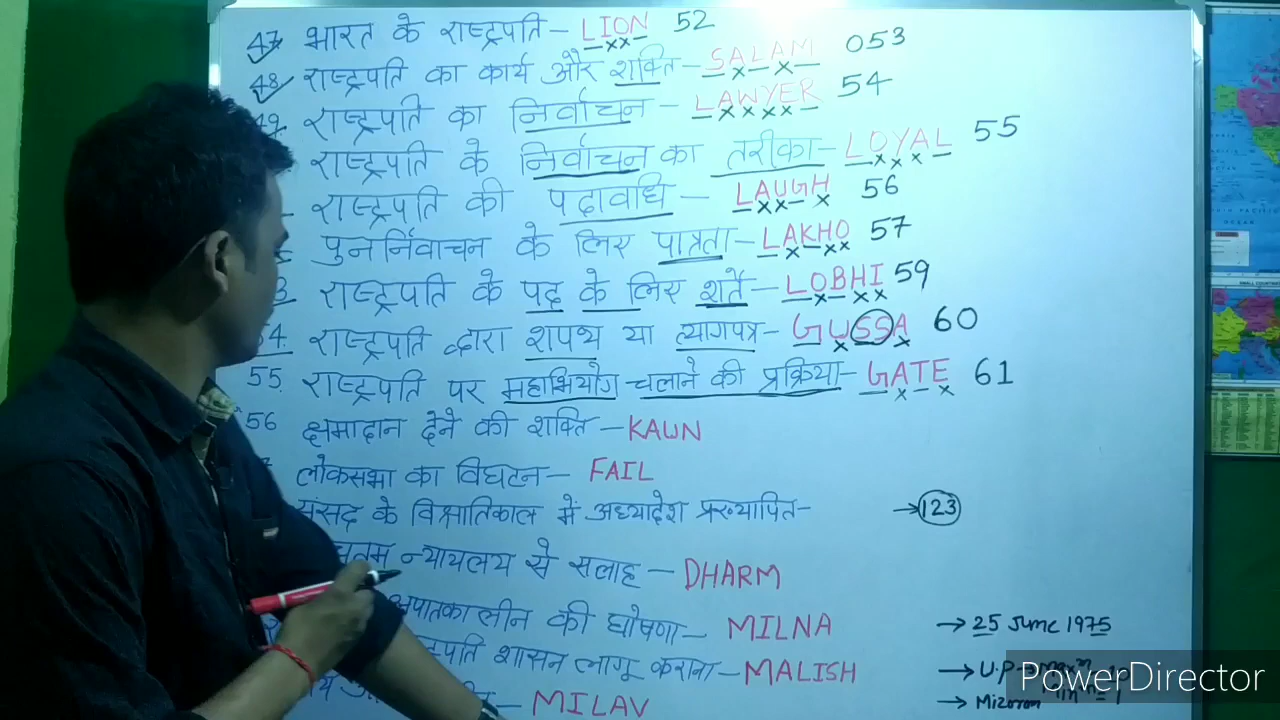 47 भारत के राष्ट्रपति - LION 52
48 राष्ट्रपति का कार्य और शक्ति - SALAM 053
49 राष्ट्रपति का निर्वाचन - LAWYER 54
राष्ट्रपति के निर्वाचन का तरीका - LOYAL 55
राष्ट्रपति की पदावधि - LAUGH 56
पुनर्निवाचन के लिए पात्रता - LAKHO 57
3 राष्ट्रपति के पद के लिए शर्तें - LOBHI 59
54 राष्ट्रपति द्वारा शपथ या त्यागपत्र - GUSSA 60
55 राष्ट्रपति पर महाभियोग चलाने की प्रक्रिया - GATE 61
56 क्षमादान देने की शक्ति - KAUN
लोकसभा का विघटन - FAIL
संसद के विश्रातिकाल में अध्यादेश प्रख्यापित - → 123
न्यायलय से सलाह - DHARM
की घोषणा - MILNA → 25 June 1975
शासन लागू कराना - MALISH → U.P
MILAV → Mizoram
PowerDirector